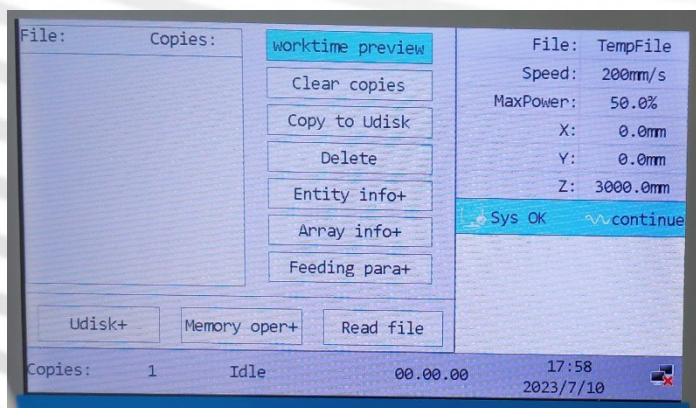 File: Copies:
worktime preview
Clear copies
Copy to Udisk
Delete
Entity info+
Array info+
Feeding para+
Udisk+ Memory oper+ Read file
File: TempFile
Speed: 200mm/s
MaxPower: 50.0%
X: 0.0mm
Y: 0.0mm
Z: 3000.0mm
Sys OK continue
Copies: 1 Idle 00.00.00 17:58
2023/7/10